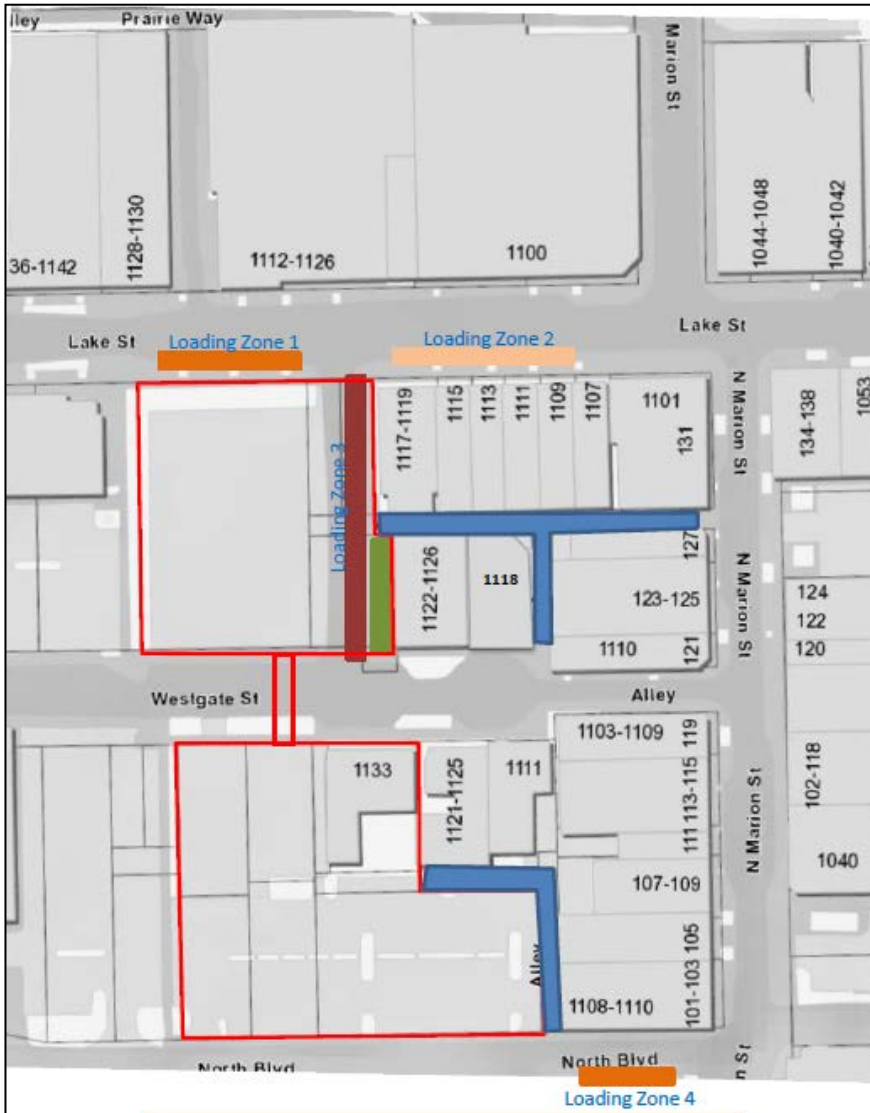 lley
Prairie Way
Marion St
36-1142
1128-1130
1112-1126
1100
1044-1048
1040-1042
Lake St
Loading Zone 1
Loading Zone 2
Lake St
Loading Zone 3
1117-1119
1115
1113
1111
1109
1107
1101
131
N Marion St
134-138
1053
1122-1126
1118
127
123-125
1110
121
N Marion St
124
122
120
Westgate St
Alley
1133
1121-1125
1111
1103-1109
119
113-115
111
107-109
105
101-103
1108-1110
Alley
N Marion St
102-118
1040
North Blvd
North Blvd
n St
Loading Zone 4